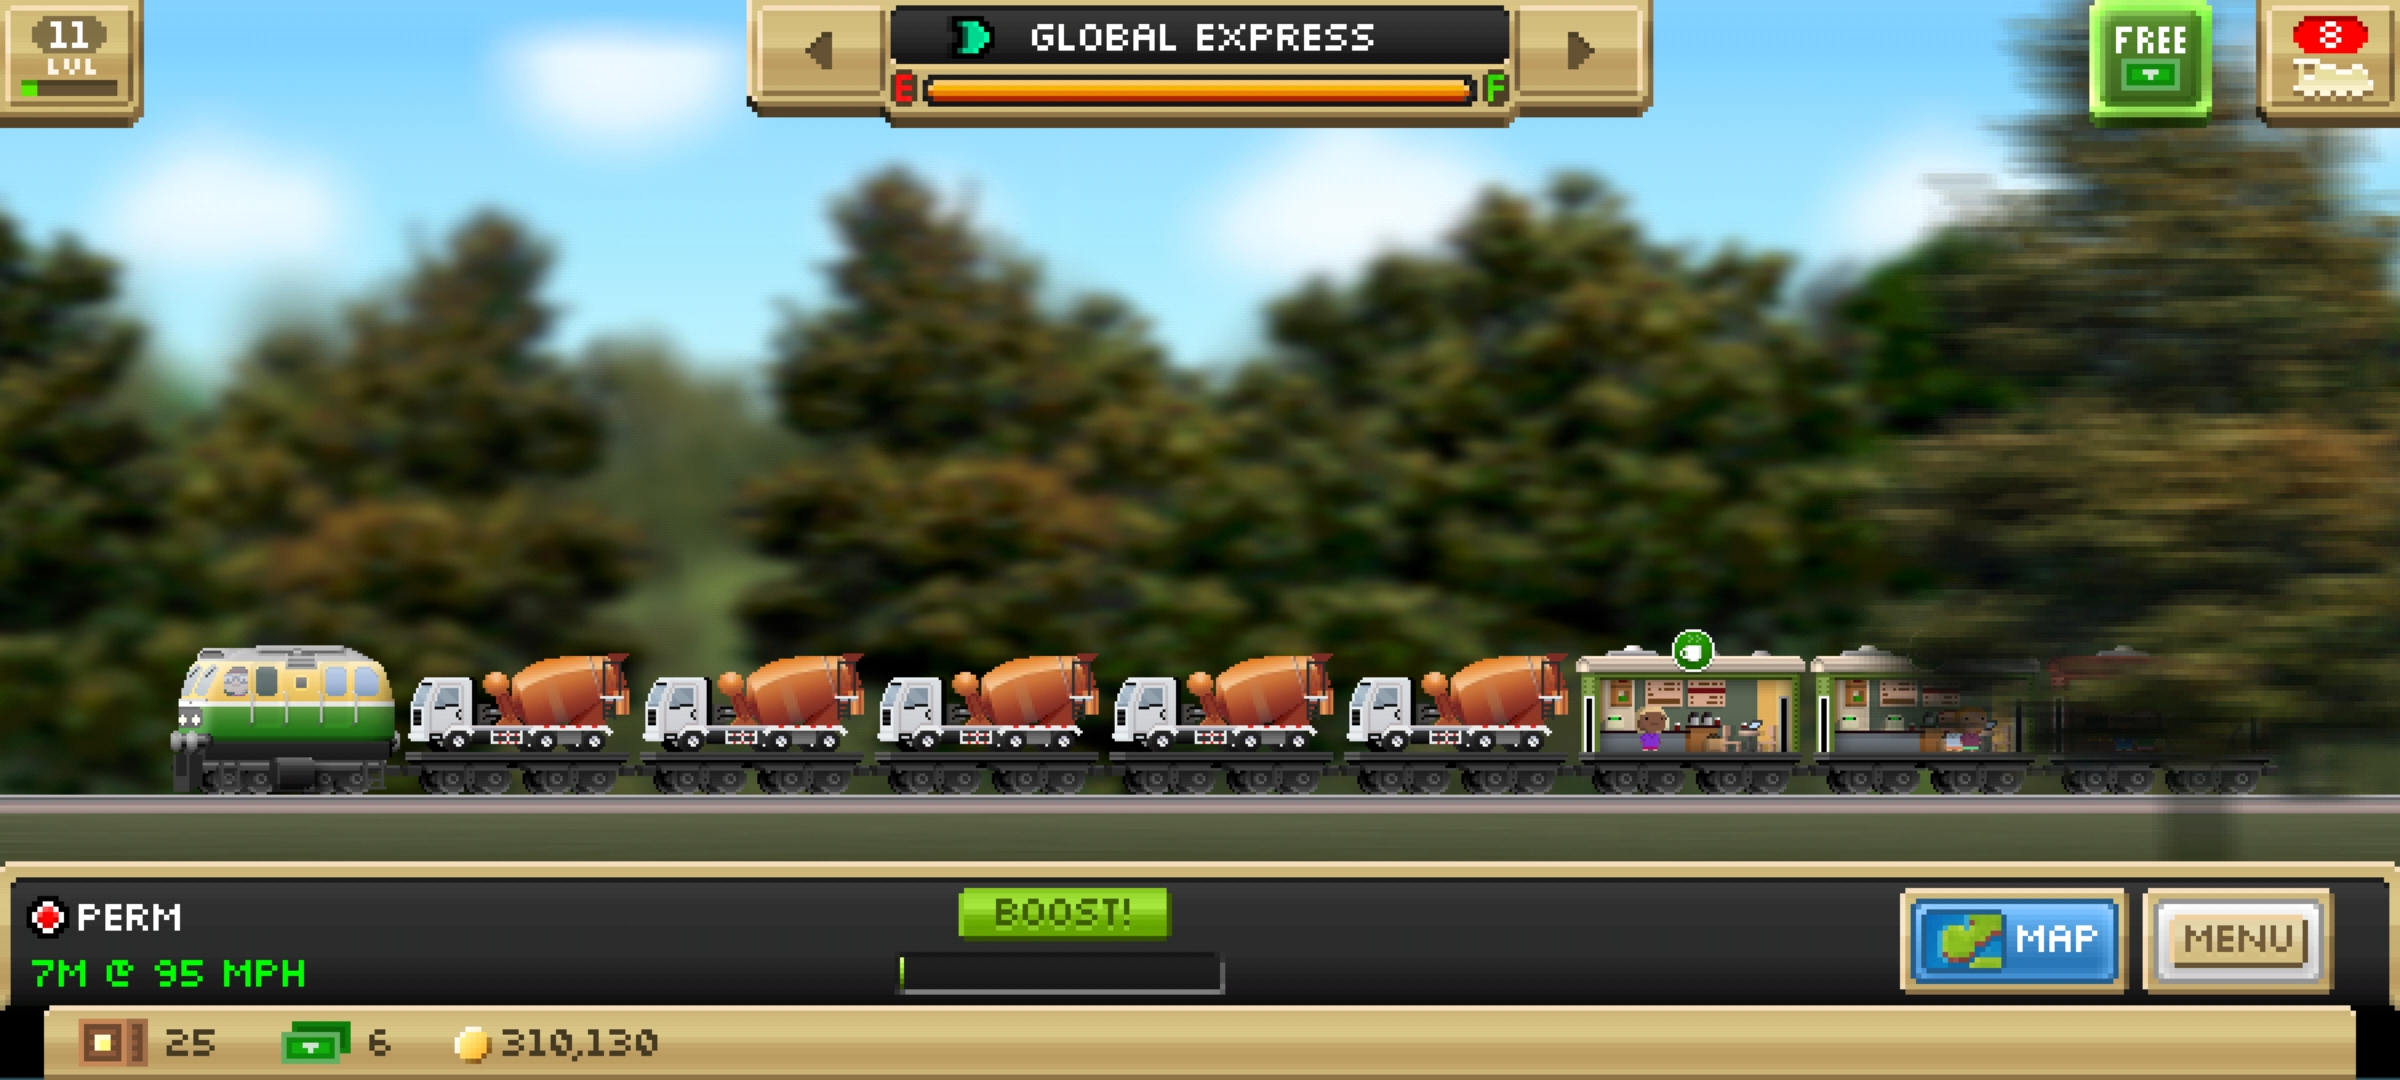 11
LVL
GLOBAL EXPRESS
E F
FREE
8
PERM
7M @ 95 MPH
BOOST!
MAP
MENU
25 6 310,130